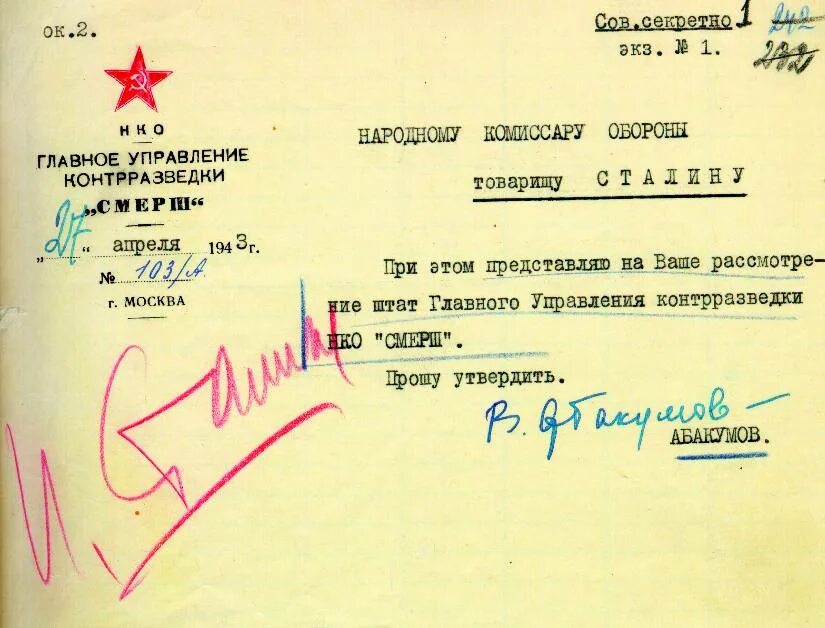 ок.2.
Сов.секретно 1 242
экз. № 1. 232
НКО
ГЛАВНОЕ УПРАВЛЕНИЕ
КОНТРРАЗВЕДКИ
„СМЕРШ“
„27“ апреля 1943г.
№ 103/А
г. МОСКВА
НАРОДНОМУ КОМИССАРУ ОБОРОНЫ
товарищу СТАЛИНУ
При этом представляю на Ваше рассмотре-
ние штат Главного Управления контрразведки
НКО "СМЕРШ".
Прошу утвердить.
В. Абакумов
АБАКУМОВ.
И. Сталин